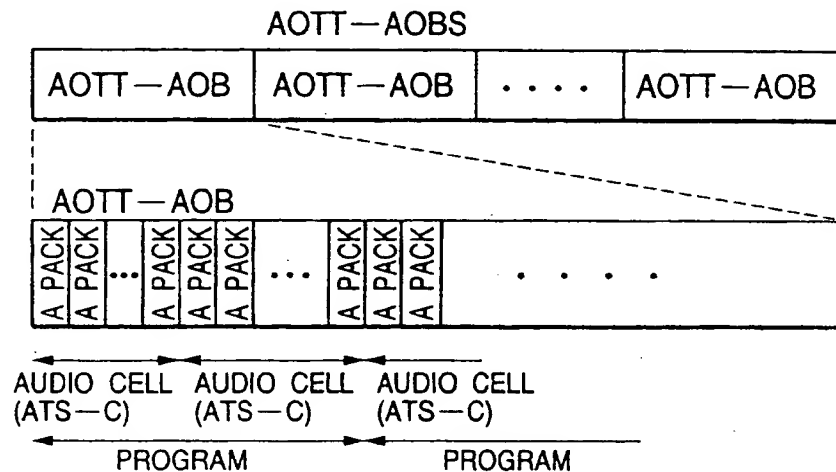 AOTT—AOBS
AOTT—AOB AOTT—AOB • • • • AOTT—AOB
AOTT—AOB
A PACK A PACK ••• A PACK A PACK A PACK ••• A PACK A PACK A PACK • • • •
AUDIO CELL AUDIO CELL AUDIO CELL
(ATS—C) (ATS—C) (ATS—C)
PROGRAM PROGRAM